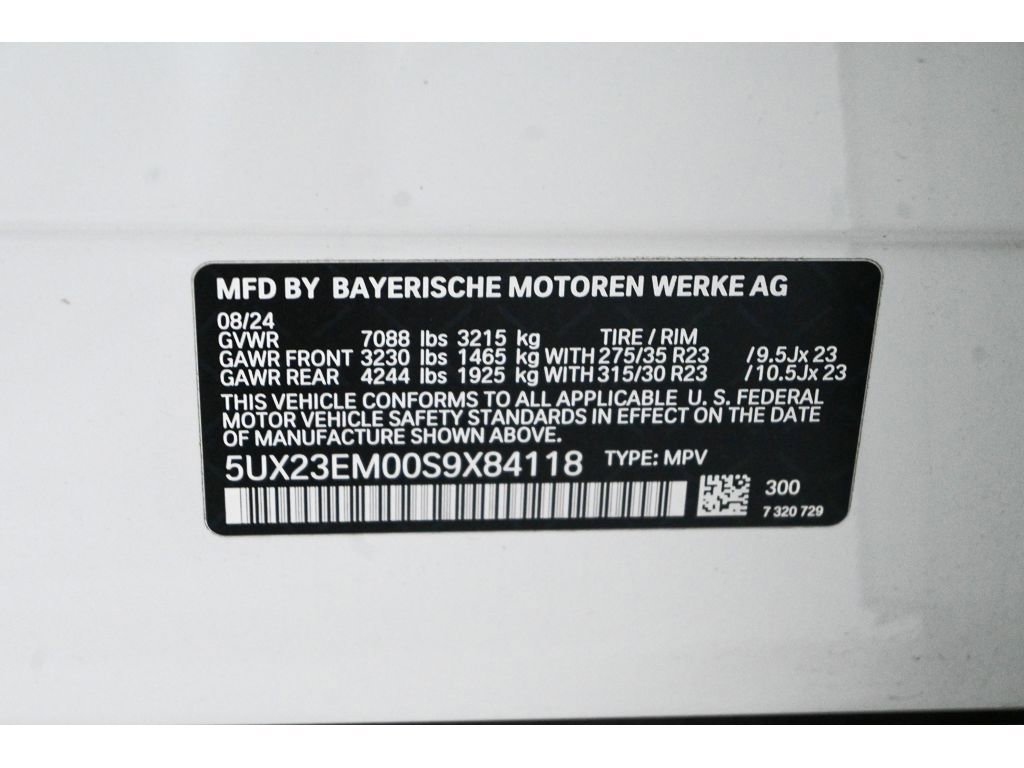 MFD BY BAYERISCHE MOTOREN WERKE AG
08/24
GVWR 7088 lbs 3215 kg TIRE / RIM
GAWR FRONT 3230 lbs 1465 kg WITH 275/35 R23 /9.5Jx 23
GAWR REAR 4244 lbs 1925 kg WITH 315/30 R23 /10.5Jx 23
THIS VEHICLE CONFORMS TO ALL APPLICABLE U. S. FEDERAL
MOTOR VEHICLE SAFETY STANDARDS IN EFFECT ON THE DATE
OF MANUFACTURE SHOWN ABOVE.
5UX23EM00S9X84118 TYPE: MPV
300
7 320 729